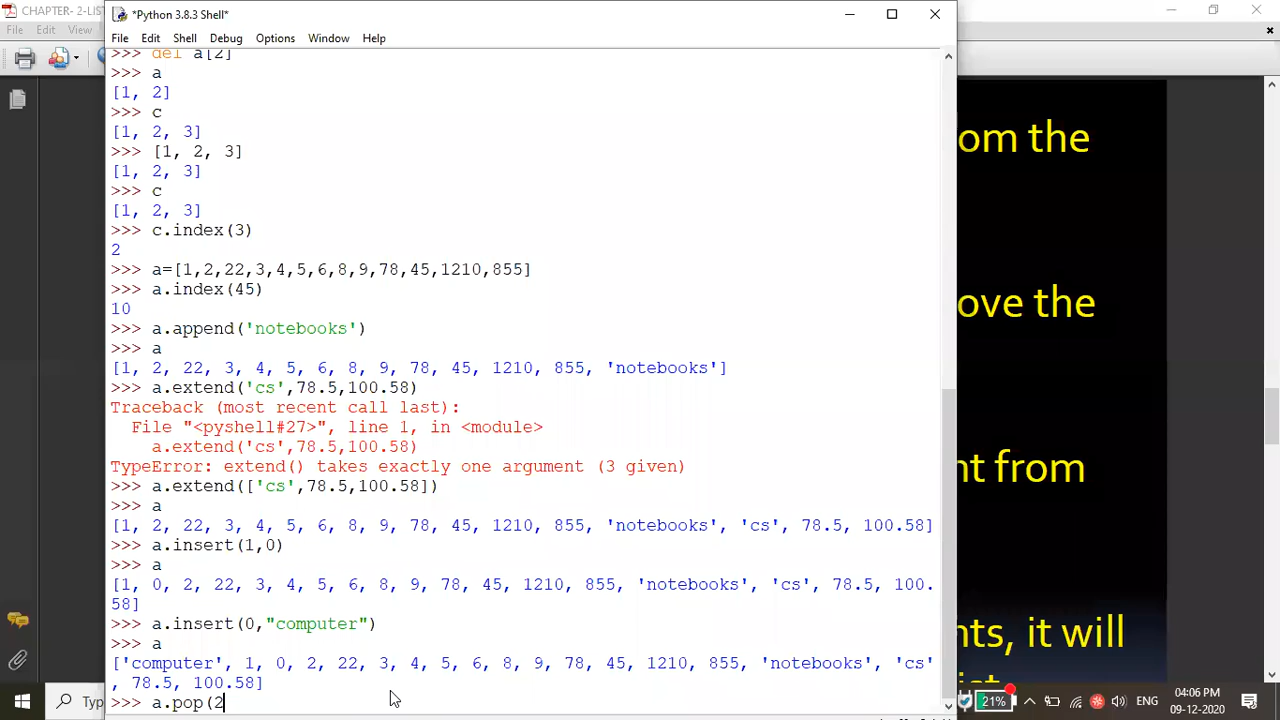 CHAPTER- 2-LIST
*Python 3.8.3 Shell*
File Edit
File Edit Shell Debug Options Window Help
>>> del a[2]
>>> a
[1, 2]
>>> c
[1, 2, 3]
>>> [1, 2, 3]
[1, 2, 3]
>>> c
[1, 2, 3]
>>> c.index(3)
2
>>> a=[1,2,22,3,4,5,6,8,9,78,45,1210,855]
>>> a.index(45)
10
>>> a.append('notebooks')
>>> a
[1, 2, 22, 3, 4, 5, 6, 8, 9, 78, 45, 1210, 855, 'notebooks']
>>> a.extend('cs',78.5,100.58)
Traceback (most recent call last):
File "<pyshell#27>", line 1, in <module>
a.extend('cs',78.5,100.58)
TypeError: extend() takes exactly one argument (3 given)
>>> a.extend(['cs',78.5,100.58])
>>> a
[1, 2, 22, 3, 4, 5, 6, 8, 9, 78, 45, 1210, 855, 'notebooks', 'cs', 78.5, 100.58]
>>> a.insert(1,0)
>>> a
[1, 0, 2, 22, 3, 4, 5, 6, 8, 9, 78, 45, 1210, 855, 'notebooks', 'cs', 78.5, 100.
58]
>>> a.insert(0,"computer")
>>> a
['computer', 1, 0, 2, 22, 3, 4, 5, 6, 8, 9, 78, 45, 1210, 855, 'notebooks', 'cs'
, 78.5, 100.58]
>>> a.pop(2
om the
ove the
nt from
nts, it will
Typ
21%
ENG
04:06 PM
09-12-2020